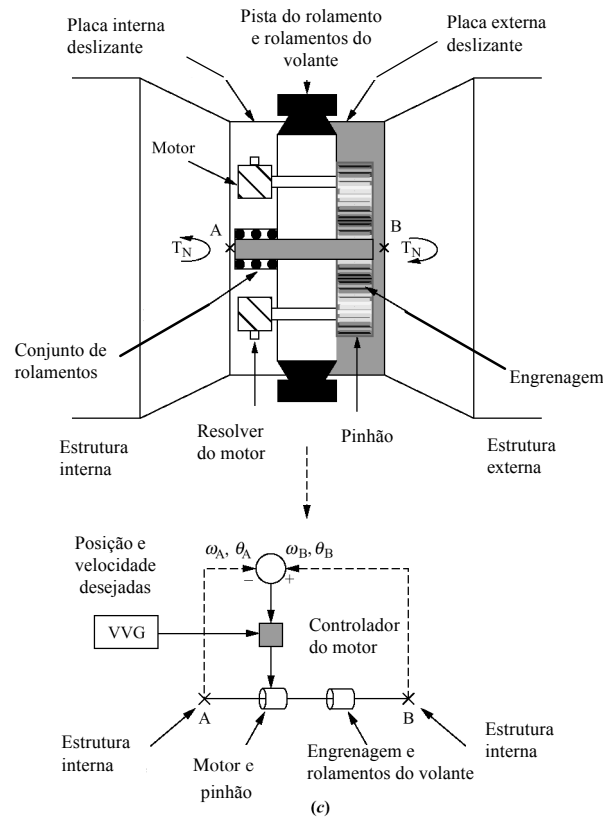 Placa interna
deslizante
Pista do rolamento
e rolamentos do
volante
Placa externa
deslizante
Motor
A
B
T_N
T_N
Conjunto de
rolamentos
Engrenagem
Estrutura
interna
Resolver
do motor
Pinhão
Estrutura
externa
Posição e
velocidade
desejadas
ω_A, θ_A
ω_B, θ_B
− +
VVG
Controlador
do motor
A
B
Estrutura
interna
Motor e
pinhão
Engrenagem e
rolamentos do volante
Estrutura
interna
(c)